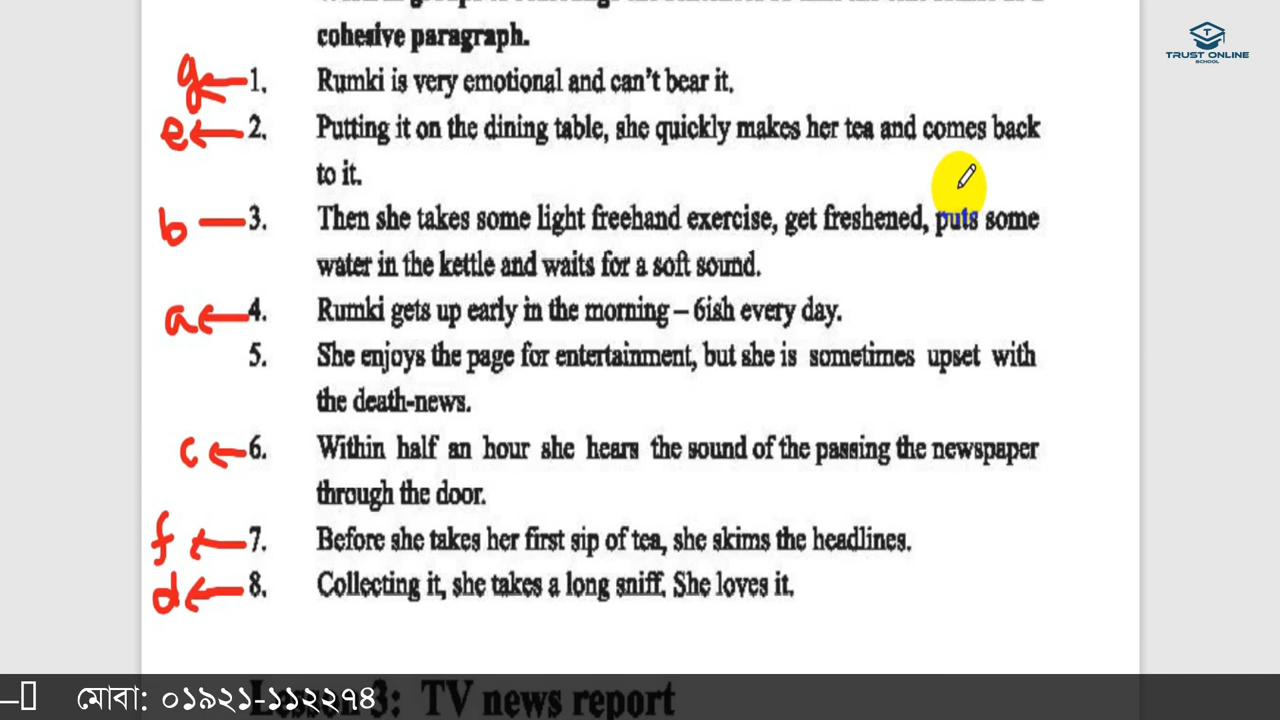 cohesive paragraph.
TRUST ONLINE
SCHOOL
g 1. Rumki is very emotional and can't bear it.
e 2. Putting it on the dining table, she quickly makes her tea and comes back
to it.
b 3. Then she takes some light freehand exercise, get freshened, puts some
water in the kettle and waits for a soft sound.
a 4. Rumki gets up early in the morning – 6ish every day.
5. She enjoys the page for entertainment, but she is sometimes upset with
the death-news.
c 6. Within half an hour she hears the sound of the passing the newspaper
through the door.
f 7. Before she takes her first sip of tea, she skims the headlines.
d 8. Collecting it, she takes a long sniff. She loves it.
Lesson 3: TV news report
মোবা: ০১৯২১-১১২২৭৪